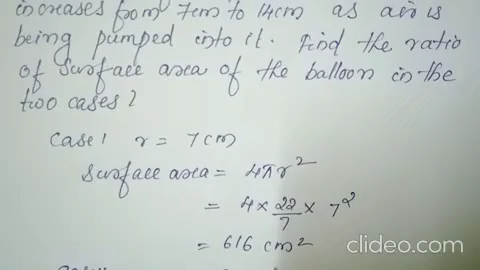 increases from 7cm to 14cm as air is
being pumped into it. Find the ratio
of surface area of the balloon in the
two cases?
Case 1 r = 7 cm
Surface area = 4πr²
= 4 × 22/7 × 7²
= 616 cm²
clideo.com